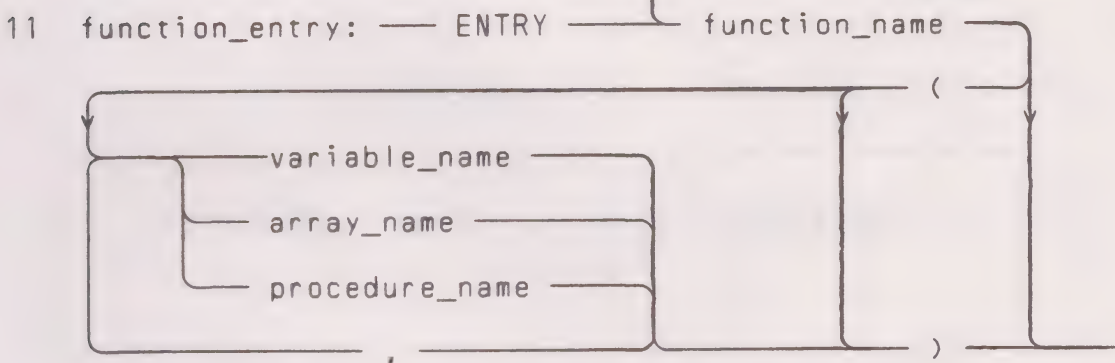 11 function_entry: ENTRY function_name
(
variable_name
array_name
procedure_name
, )